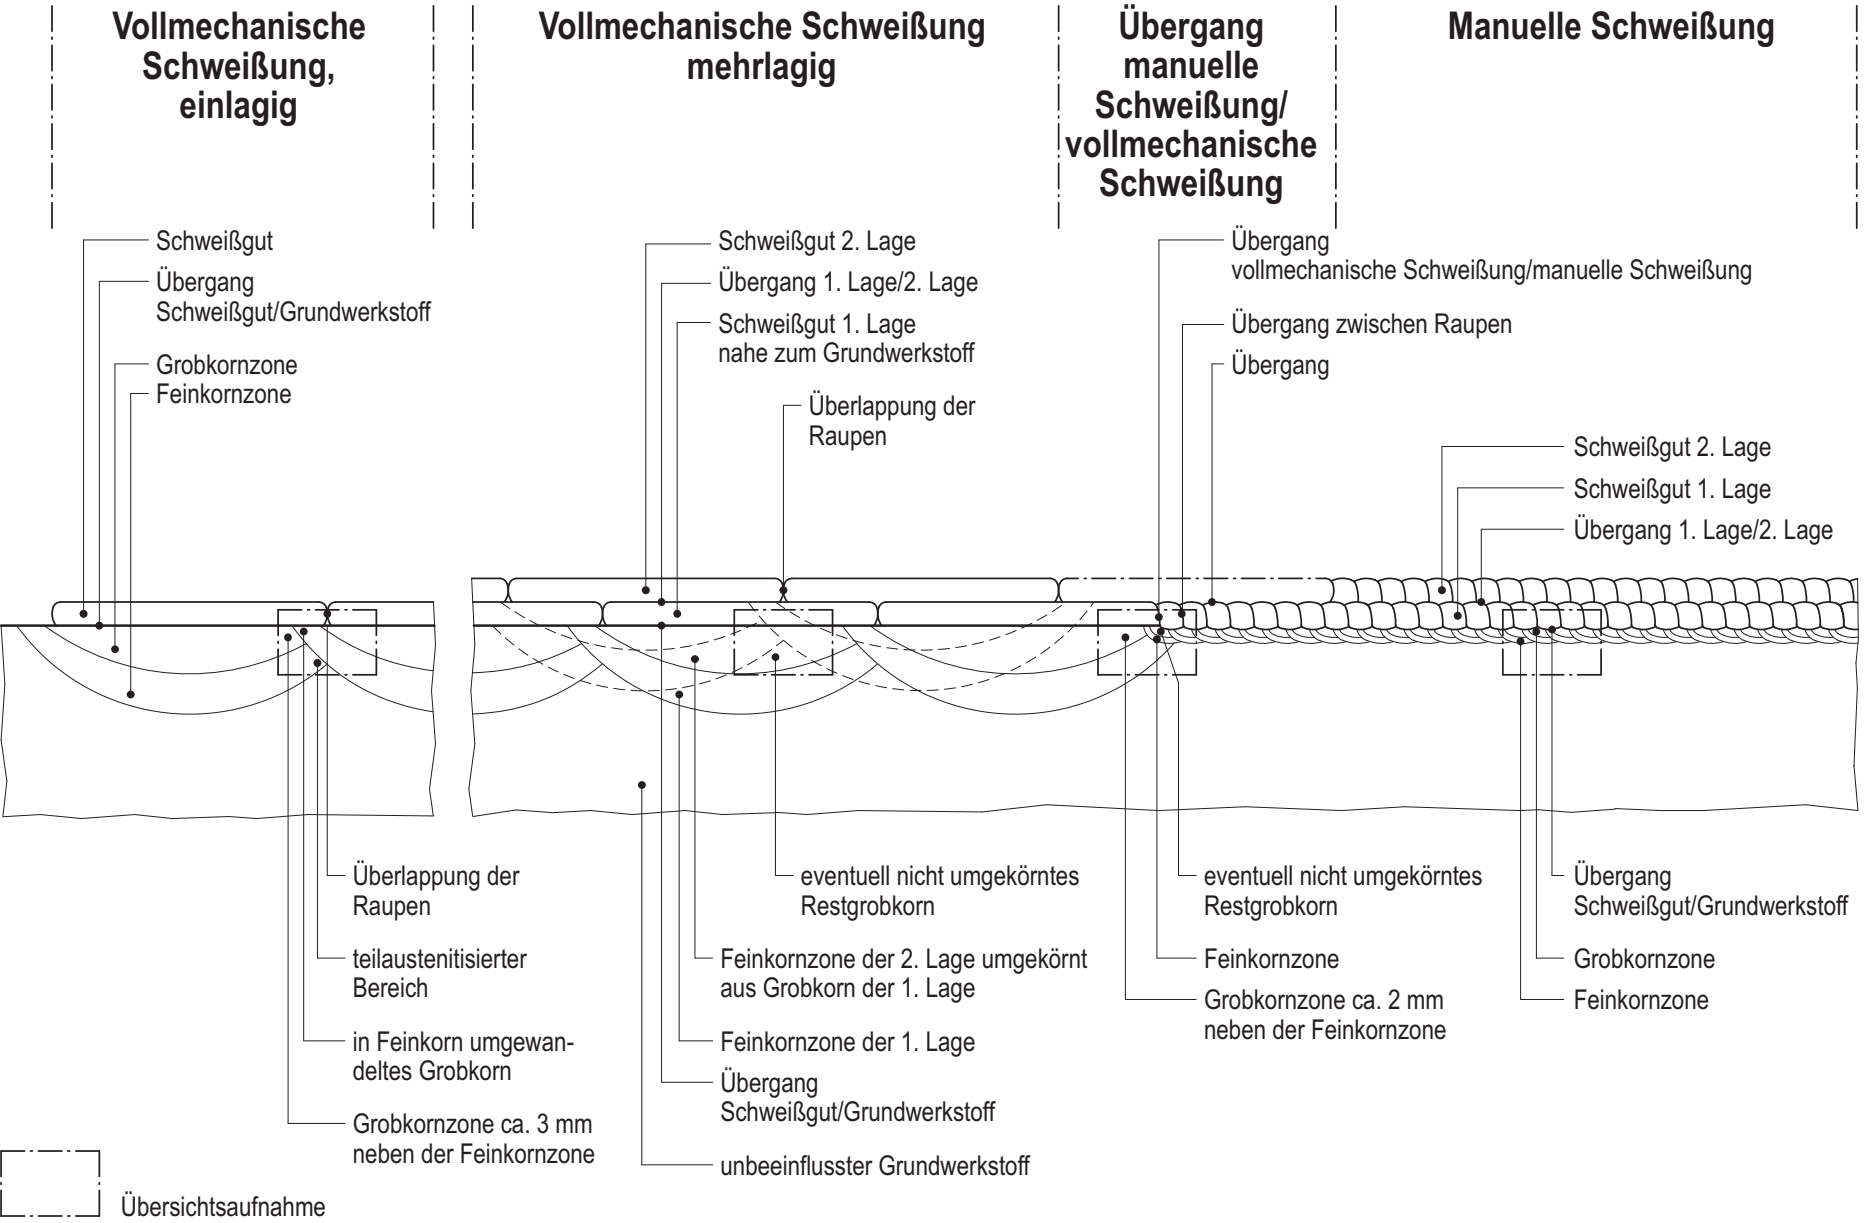 Vollmechanische
Schweißung,
einlagig
Vollmechanische Schweißung
mehrlagig
Übergang
manuelle
Schweißung/
vollmechanische
Schweißung
Manuelle Schweißung
Schweißgut
Übergang
Schweißgut/Grundwerkstoff
Grobkornzone
Feinkornzone
Schweißgut 2. Lage
Übergang 1. Lage/2. Lage
Schweißgut 1. Lage
nahe zum Grundwerkstoff
Überlappung der
Raupen
Übergang
vollmechanische Schweißung/manuelle Schweißung
Übergang zwischen Raupen
Übergang
Schweißgut 2. Lage
Schweißgut 1. Lage
Übergang 1. Lage/2. Lage
Überlappung der
Raupen
teilaustenitisierter
Bereich
in Feinkorn umgewan-
deltes Grobkorn
Grobkornzone ca. 3 mm
neben der Feinkornzone
eventuell nicht umgekörntes
Restgrobkorn
Feinkornzone der 2. Lage umgekörnt
aus Grobkorn der 1. Lage
Feinkornzone der 1. Lage
Übergang
Schweißgut/Grundwerkstoff
unbeeinflusster Grundwerkstoff
eventuell nicht umgekörntes
Restgrobkorn
Feinkornzone
Grobkornzone ca. 2 mm
neben der Feinkornzone
Übergang
Schweißgut/Grundwerkstoff
Grobkornzone
Feinkornzone
Übersichtsaufnahme